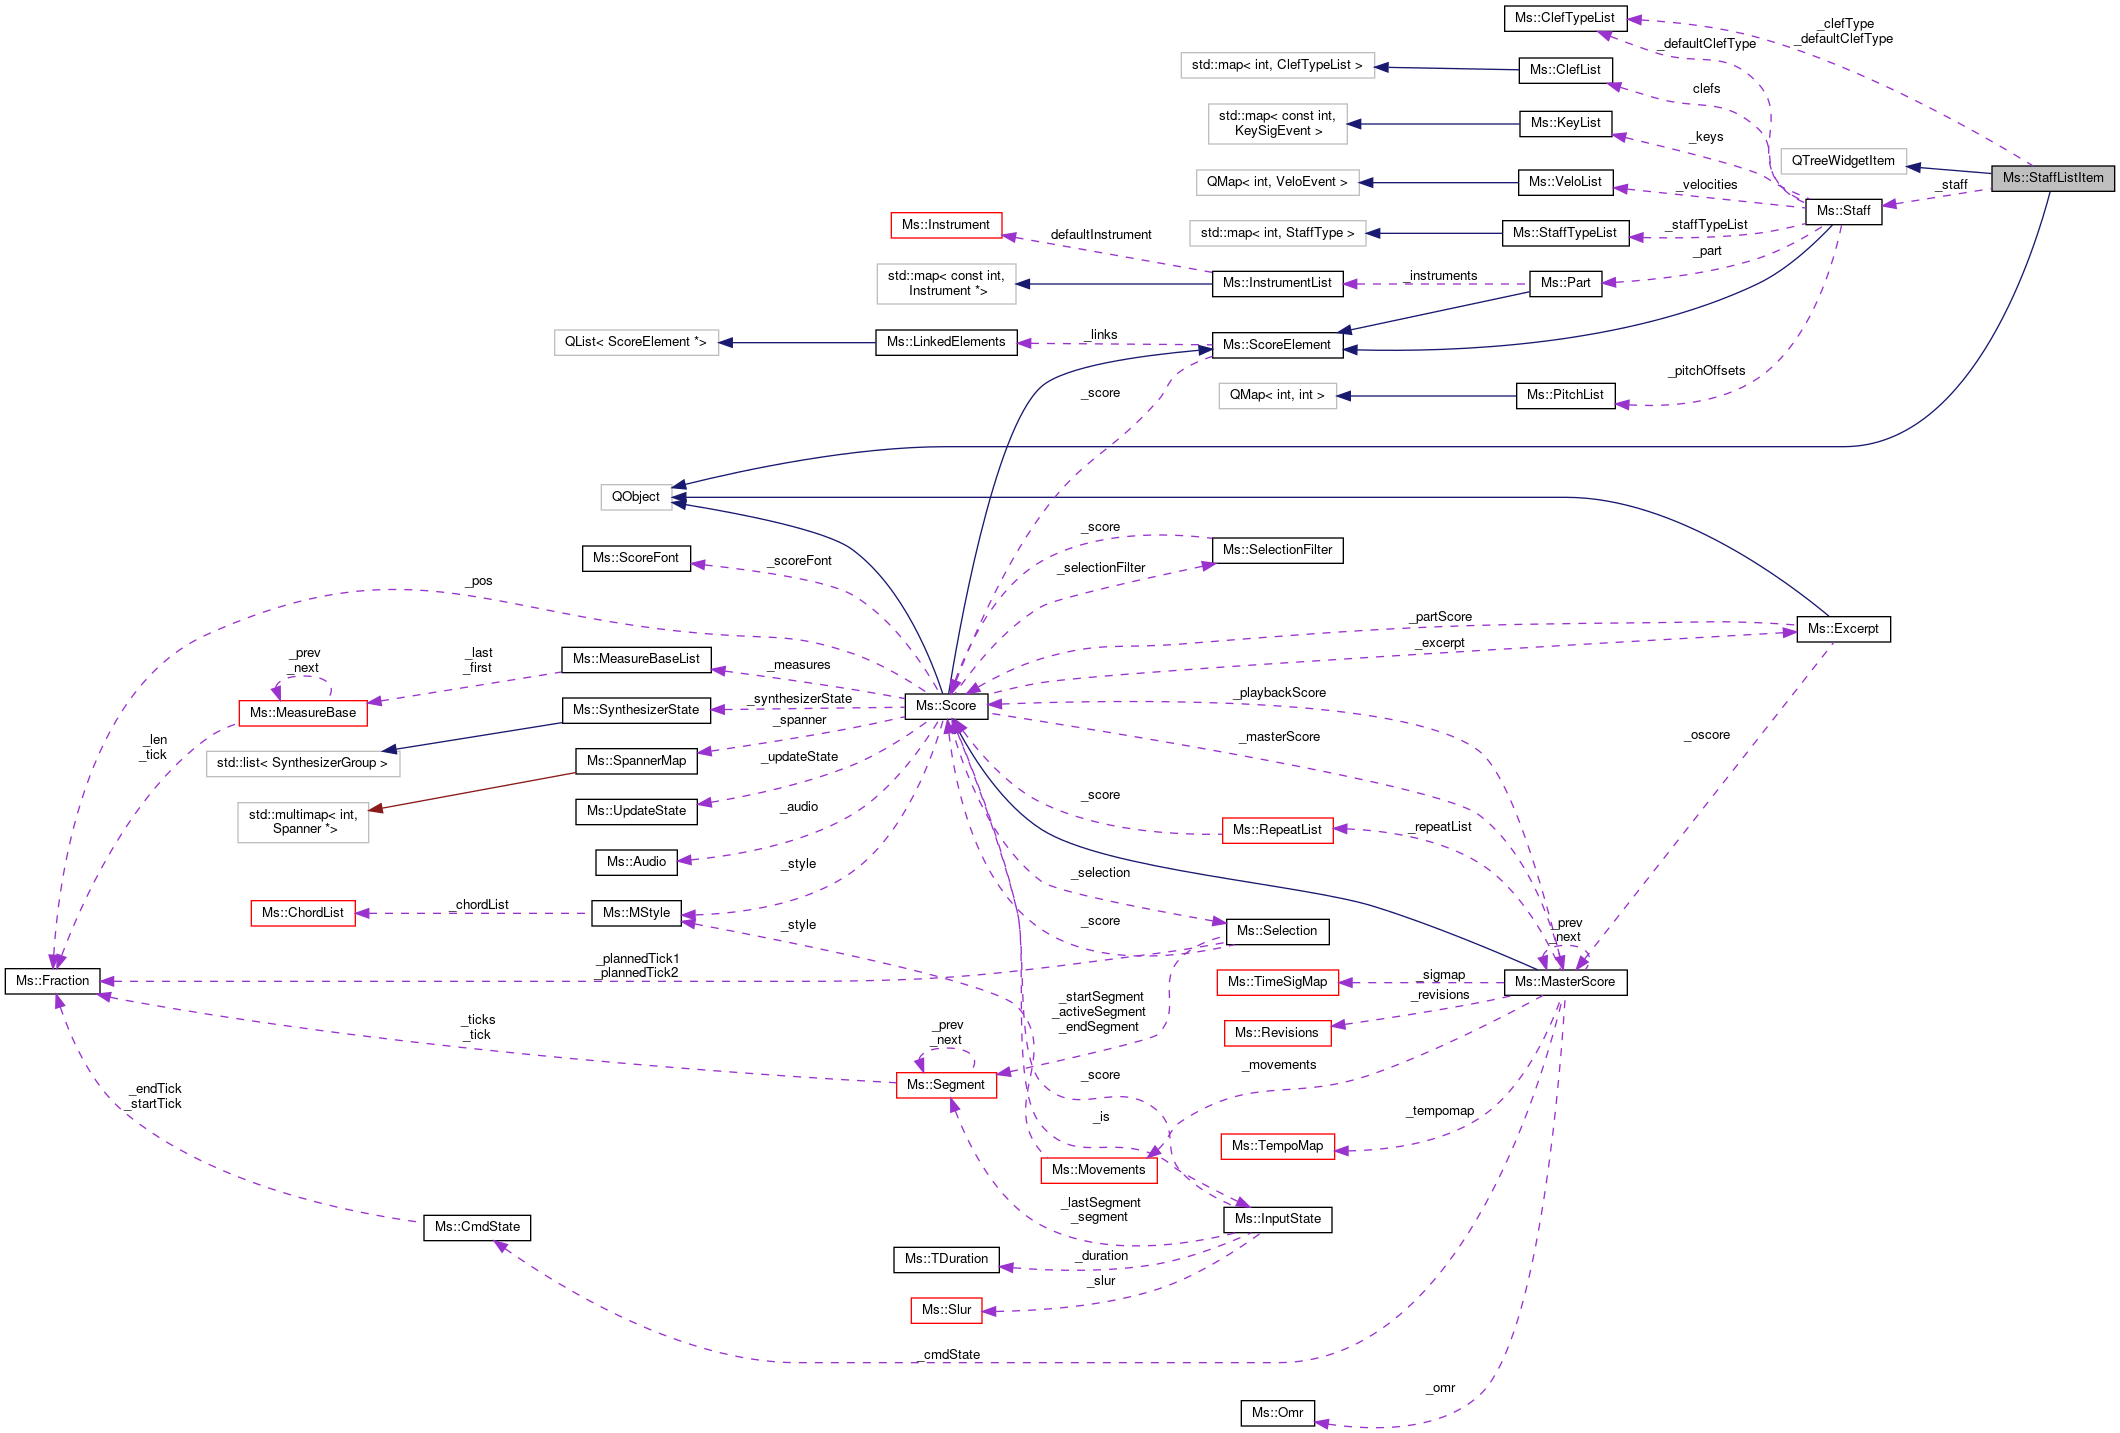 Ms::ClefTypeList
_clefType
_defaultClefType
_defaultClefType
std::map< int, ClefTypeList >
Ms::ClefList
clefs
std::map< const int,
KeySigEvent >
Ms::KeyList
_keys
QTreeWidgetItem
Ms::StaffListItem
QMap< int, VeloEvent >
Ms::VeloList
_velocities
_staff
Ms::Staff
Ms::Instrument
defaultInstrument
std::map< int, StaffType >
Ms::StaffTypeList
_staffTypeList
_part
std::map< const int,
Instrument *>
Ms::InstrumentList
_instruments
Ms::Part
QList< ScoreElement *>
Ms::LinkedElements
_links
Ms::ScoreElement
_pitchOffsets
_score
QMap< int, int >
Ms::PitchList
QObject
_score
Ms::SelectionFilter
Ms::ScoreFont
_scoreFont
_selectionFilter
_pos
_partScore
Ms::Excerpt
_excerpt
_prev
_next
_last
_first
Ms::MeasureBaseList
_measures
_playbackScore
Ms::MeasureBase
Ms::SynthesizerState
_synthesizerState
Ms::Score
_spanner
_masterScore
_oscore
_len
_tick
std::list< SynthesizerGroup >
Ms::SpannerMap
_updateState
_score
std::multimap< int,
Spanner *>
Ms::UpdateState
_audio
Ms::RepeatList
_repeatList
Ms::Audio
_style
_selection
Ms::ChordList
_chordList
Ms::MStyle
_style
_score
Ms::Selection
_prev
_next
_plannedTick1
_plannedTick2
Ms::Fraction
_sigmap
Ms::TimeSigMap
Ms::MasterScore
_startSegment
_activeSegment
_endSegment
_revisions
Ms::Revisions
_ticks
_tick
_prev
_next
Ms::Segment
_score
_movements
_endTick
_startTick
_is
_tempomap
Ms::TempoMap
Ms::Movements
_lastSegment
_segment
Ms::InputState
Ms::CmdState
Ms::TDuration
_duration
_slur
Ms::Slur
_cmdState
_omr
Ms::Omr